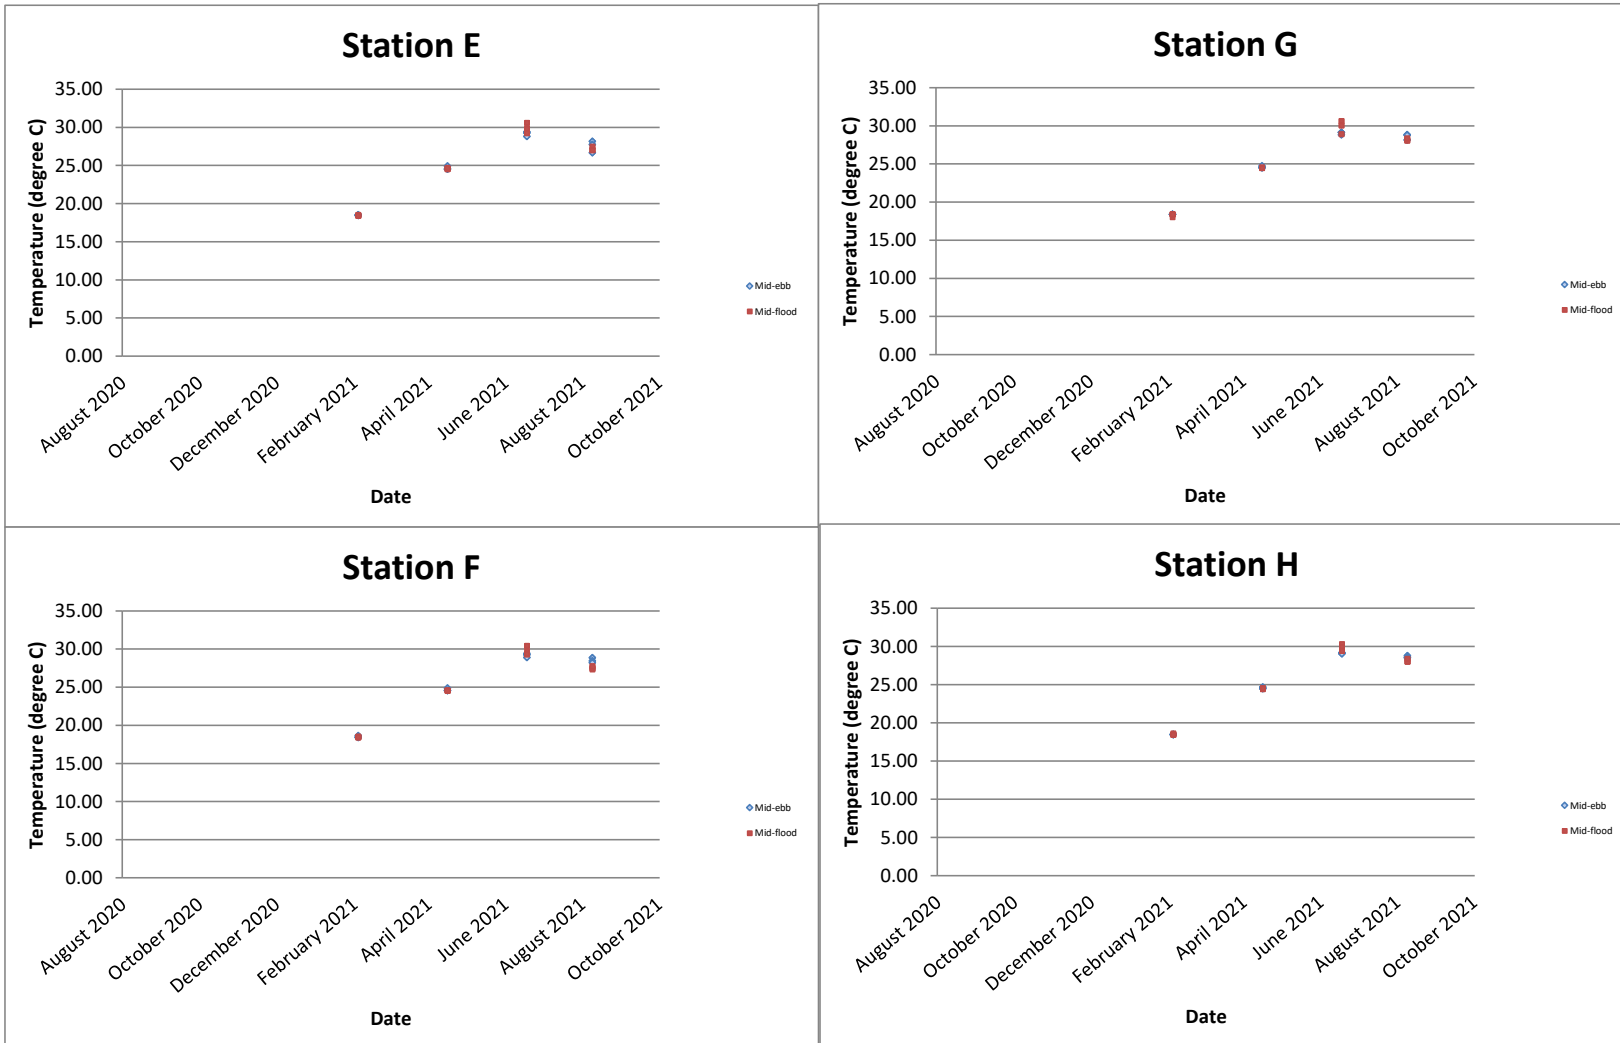 Station E
Temperature (degree C)
35.00
30.00
25.00
20.00
15.00
10.00
5.00
0.00
August 2020
October 2020
December 2020
February 2021
April 2021
June 2021
August 2021
October 2021
Date
Mid-ebb
Mid-flood
Station G
Temperature (degree C)
35.00
30.00
25.00
20.00
15.00
10.00
5.00
0.00
August 2020
October 2020
December 2020
February 2021
April 2021
June 2021
August 2021
October 2021
Date
Mid-ebb
Mid-flood
Station F
Temperature (degree C)
35.00
30.00
25.00
20.00
15.00
10.00
5.00
0.00
August 2020
October 2020
December 2020
February 2021
April 2021
June 2021
August 2021
October 2021
Date
Mid-ebb
Mid-flood
Station H
Temperature (degree C)
35.00
30.00
25.00
20.00
15.00
10.00
5.00
0.00
August 2020
October 2020
December 2020
February 2021
April 2021
June 2021
August 2021
October 2021
Date
Mid-ebb
Mid-flood